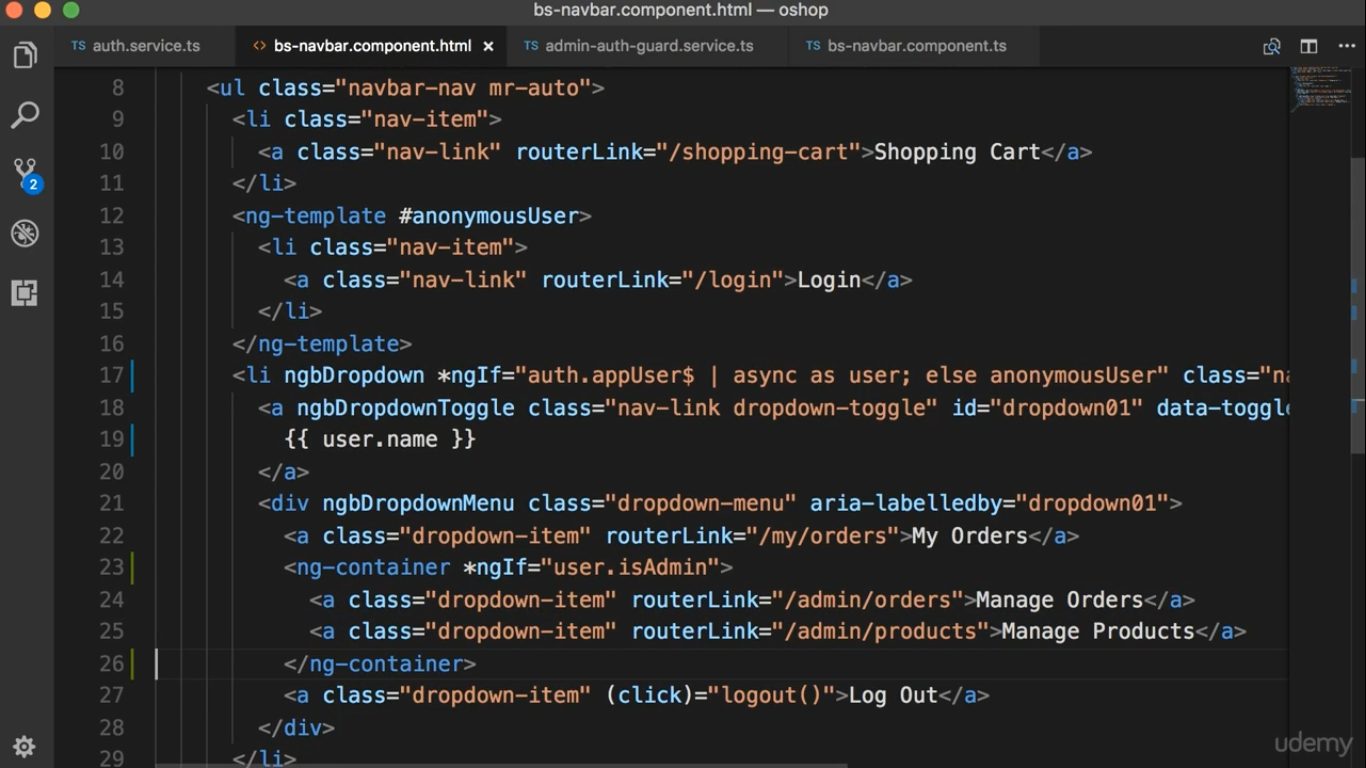 bs-navbar.component.html — oshop
TS auth.service.ts
<> bs-navbar.component.html ×
TS admin-auth-guard.service.ts
TS bs-navbar.component.ts
2
8 <ul class="navbar-nav mr-auto">
9 <li class="nav-item">
10 <a class="nav-link" routerLink="/shopping-cart">Shopping Cart</a>
11 </li>
12 <ng-template #anonymousUser>
13 <li class="nav-item">
14 <a class="nav-link" routerLink="/login">Login</a>
15 </li>
16 </ng-template>
17 <li ngbDropdown *ngIf="auth.appUser$ | async as user; else anonymousUser" class="na
18 <a ngbDropdownToggle class="nav-link dropdown-toggle" id="dropdown01" data-toggle
19 {{ user.name }}
20 </a>
21 <div ngbDropdownMenu class="dropdown-menu" aria-labelledby="dropdown01">
22 <a class="dropdown-item" routerLink="/my/orders">My Orders</a>
23 <ng-container *ngIf="user.isAdmin">
24 <a class="dropdown-item" routerLink="/admin/orders">Manage Orders</a>
25 <a class="dropdown-item" routerLink="/admin/products">Manage Products</a>
26 </ng-container>
27 <a class="dropdown-item" (click)="logout()">Log Out</a>
28 </div>
29 </li>
udemy